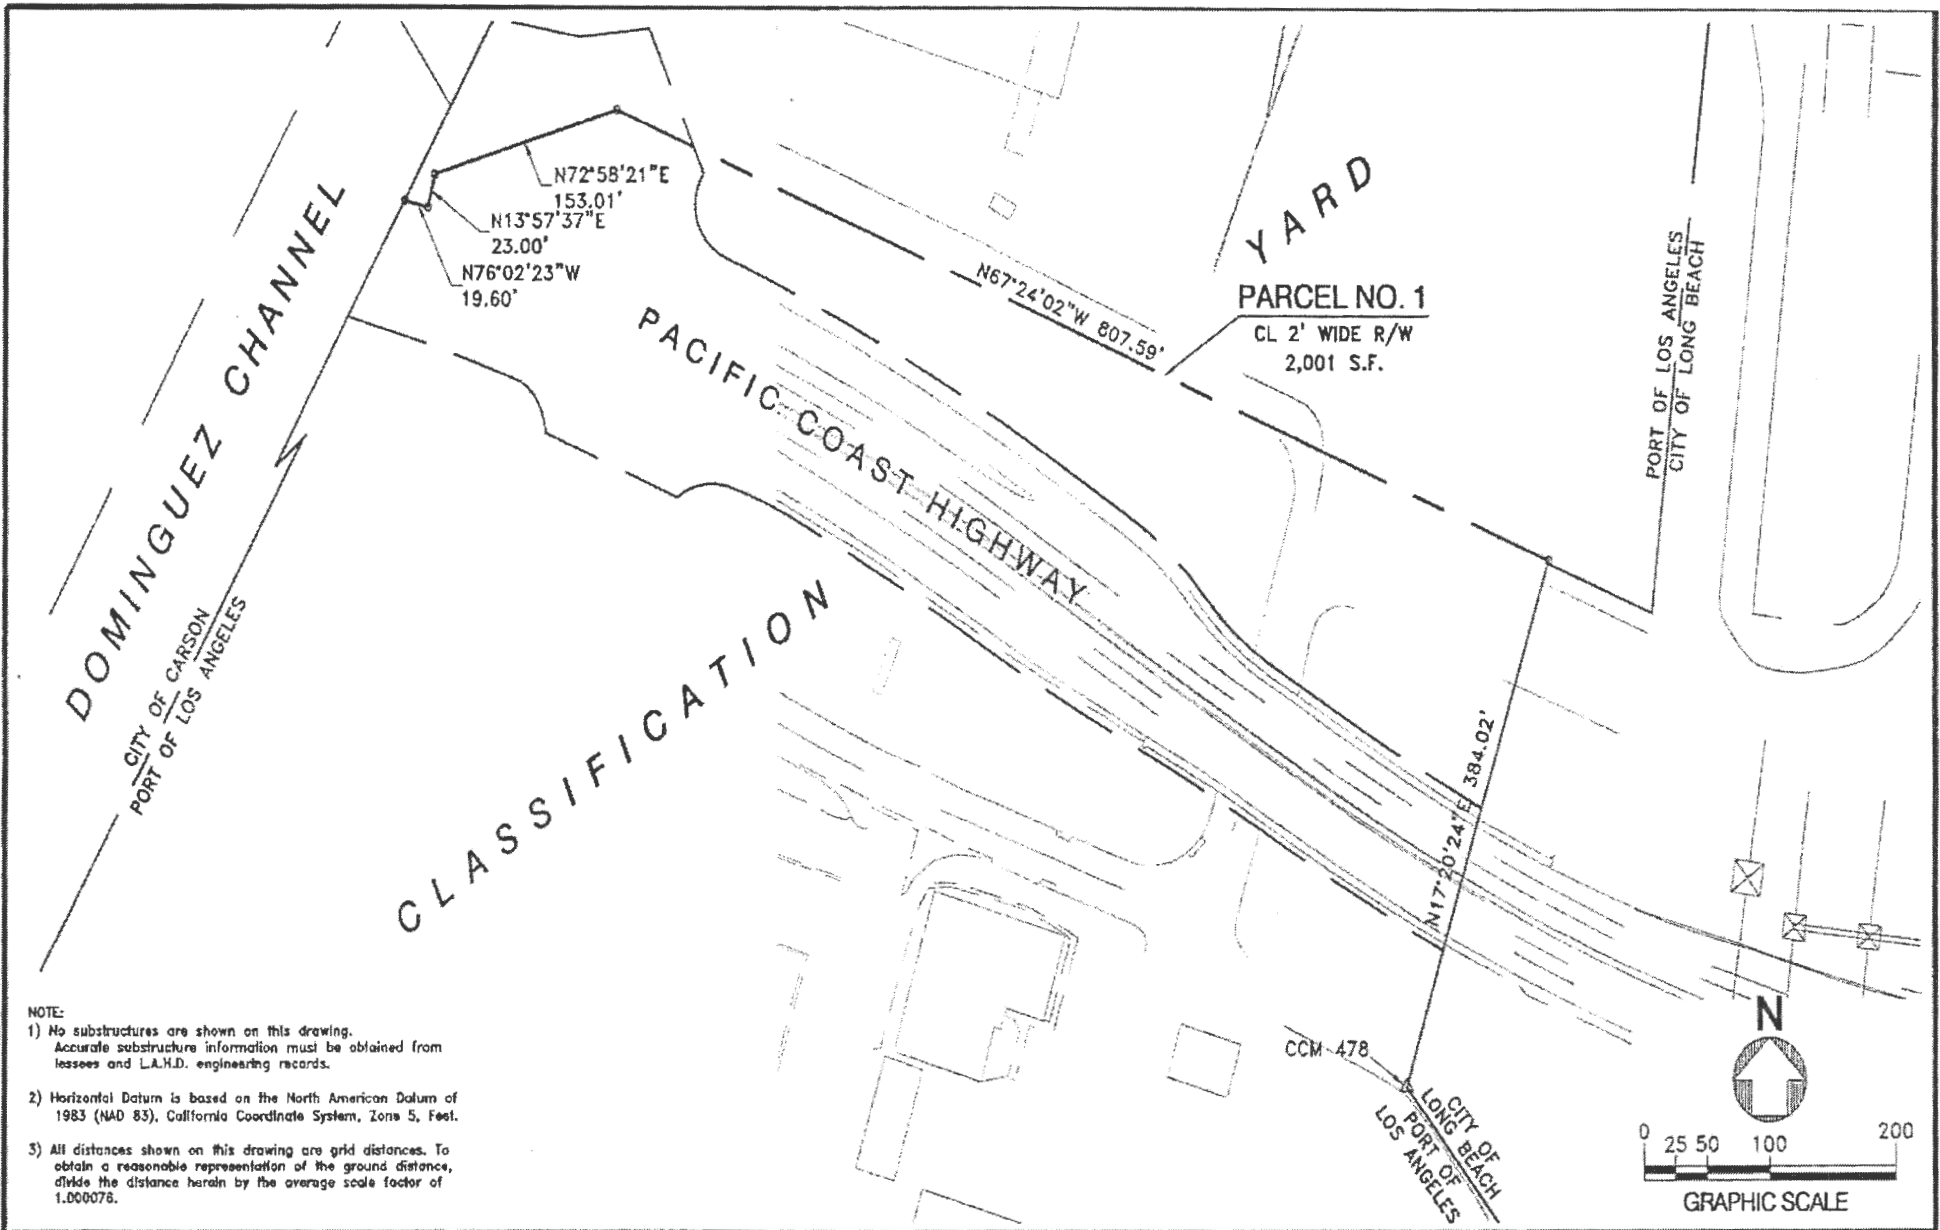 N72°58'21"E
153.01'
N13°57'37"E
23.00'
N76°02'23"W
19.60'
DOMINGUEZ CHANNEL
CITY OF CARSON
PORT OF LOS ANGELES
PACIFIC COAST HIGHWAY
CLASSIFICATION
YARD
N67°24'02"W 807.59'
PARCEL NO. 1
CL 2' WIDE R/W
2,001 S.F.
PORT OF LOS ANGELES
CITY OF LONG BEACH
N17°20'24"E 384.02'
CCM 478
CITY OF
LONG BEACH
PORT OF
LOS ANGELES
NOTE:
1) No substructures are shown on this drawing.
Accurate substructure information must be obtained from
lessees and L.A.H.D. engineering records.
2) Horizontal Datum is based on the North American Datum of
1983 (NAD 83), California Coordinate System, Zone 5, Feet.
3) All distances shown on this drawing are grid distances. To
obtain a reasonable representation of the ground distance,
divide the distance herein by the average scale factor of
1.000076.
N
0 25 50 100 200
GRAPHIC SCALE